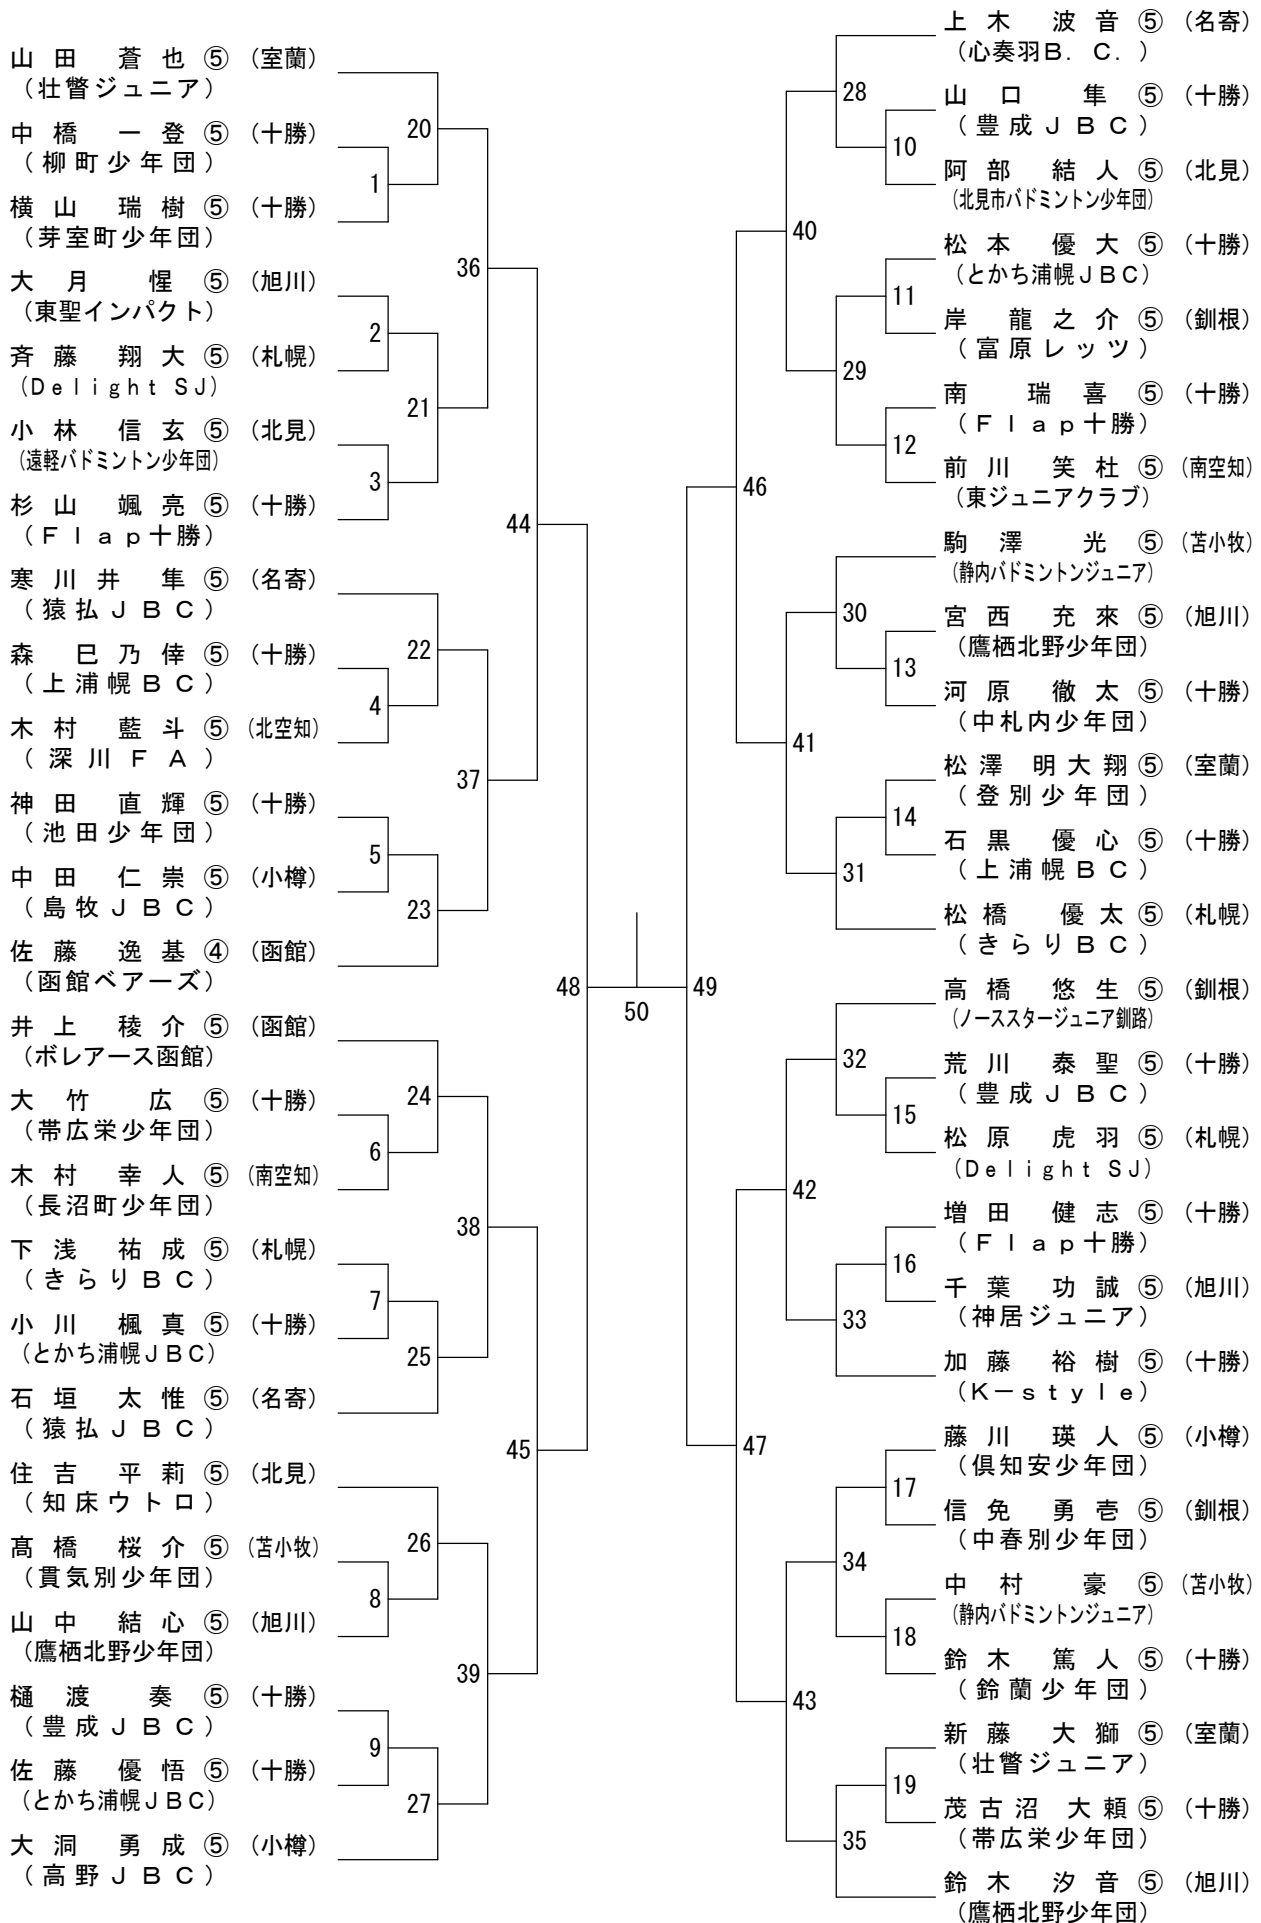 山田 蒼也⑤(室蘭)
(壮瞥ジュニア)
中橋 一登⑤(十勝)
(柳町少年団)
横山 瑞樹⑤(十勝)
(芽室町少年団)
大月 惺⑤(旭川)
(東聖インパクト)
斉藤 翔大⑤(札幌)
(Delight SJ)
小林 信玄⑤(北見)
(遠軽バドミントン少年団)
杉山 颯亮⑤(十勝)
(Flap十勝)
寒川井 隼⑤(名寄)
(猿払JBC)
森 巳乃倖⑤(十勝)
(上浦幌BC)
木村 藍斗⑤(北空知)
(深川FA)
神田 直輝⑤(十勝)
(池田少年団)
中田 仁崇⑤(小樽)
(島牧JBC)
佐藤 逸基④(函館)
(函館ベアーズ)
井上 稜介⑤(函館)
(ボレアース函館)
大竹 広⑤(十勝)
(帯広栄少年団)
木村 幸人⑤(南空知)
(長沼町少年団)
下浅 祐成⑤(札幌)
(きらりBC)
小川 楓真⑤(十勝)
(とかち浦幌JBC)
石垣 太惟⑤(名寄)
(猿払JBC)
住吉 平莉⑤(北見)
(知床ウトロ)
髙橋 桜介⑤(苫小牧)
(貫気別少年団)
山中 結心⑤(旭川)
(鷹栖北野少年団)
樋渡 奏⑤(十勝)
(豊成JBC)
佐藤 優悟⑤(十勝)
(とかち浦幌JBC)
大洞 勇成⑤(小樽)
(高野JBC)
1
2
3
4
5
6
7
8
9
20
21
22
23
24
25
26
27
36
37
38
39
44
45
48
50
49
46
47
40
41
42
43
28
29
30
31
32
33
34
35
10
11
12
13
14
15
16
17
18
19
上木 波音⑤(名寄)
(心奏羽B.C.)
山口 隼⑤(十勝)
(豊成JBC)
阿部 結人⑤(北見)
(北見市バドミントン少年団)
松本 優大⑤(十勝)
(とかち浦幌JBC)
岸 龍之介⑤(釧根)
(富原レッツ)
南 瑞喜⑤(十勝)
(Flap十勝)
前川 笑杜⑤(南空知)
(東ジュニアクラブ)
駒澤 光⑤(苫小牧)
(静内バドミントンジュニア)
宮西 充來⑤(旭川)
(鷹栖北野少年団)
河原 徹太⑤(十勝)
(中札内少年団)
松澤 明大翔⑤(室蘭)
(登別少年団)
石黒 優心⑤(十勝)
(上浦幌BC)
松橋 優太⑤(札幌)
(きらりBC)
高橋 悠生⑤(釧根)
(ノーススタージュニア釧路)
荒川 泰聖⑤(十勝)
(豊成JBC)
松原 虎羽⑤(札幌)
(Delight SJ)
増田 健志⑤(十勝)
(Flap十勝)
千葉 功誠⑤(旭川)
(神居ジュニア)
加藤 裕樹⑤(十勝)
(K－style)
藤川 瑛人⑤(小樽)
(倶知安少年団)
信免 勇壱⑤(釧根)
(中春別少年団)
中村 豪⑤(苫小牧)
(静内バドミントンジュニア)
鈴木 篤人⑤(十勝)
(鈴蘭少年団)
新藤 大獅⑤(室蘭)
(壮瞥ジュニア)
茂古沼 大頼⑤(十勝)
(帯広栄少年団)
鈴木 汐音⑤(旭川)
(鷹栖北野少年団)